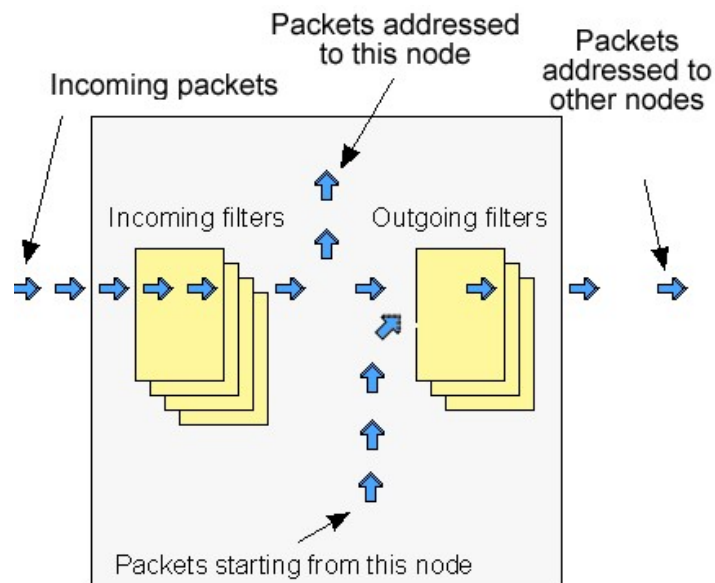 Packets addressed
to this node
Packets
addressed to
other nodes
Incoming packets
Incoming filters
Outgoing filters
Packets starting from this node